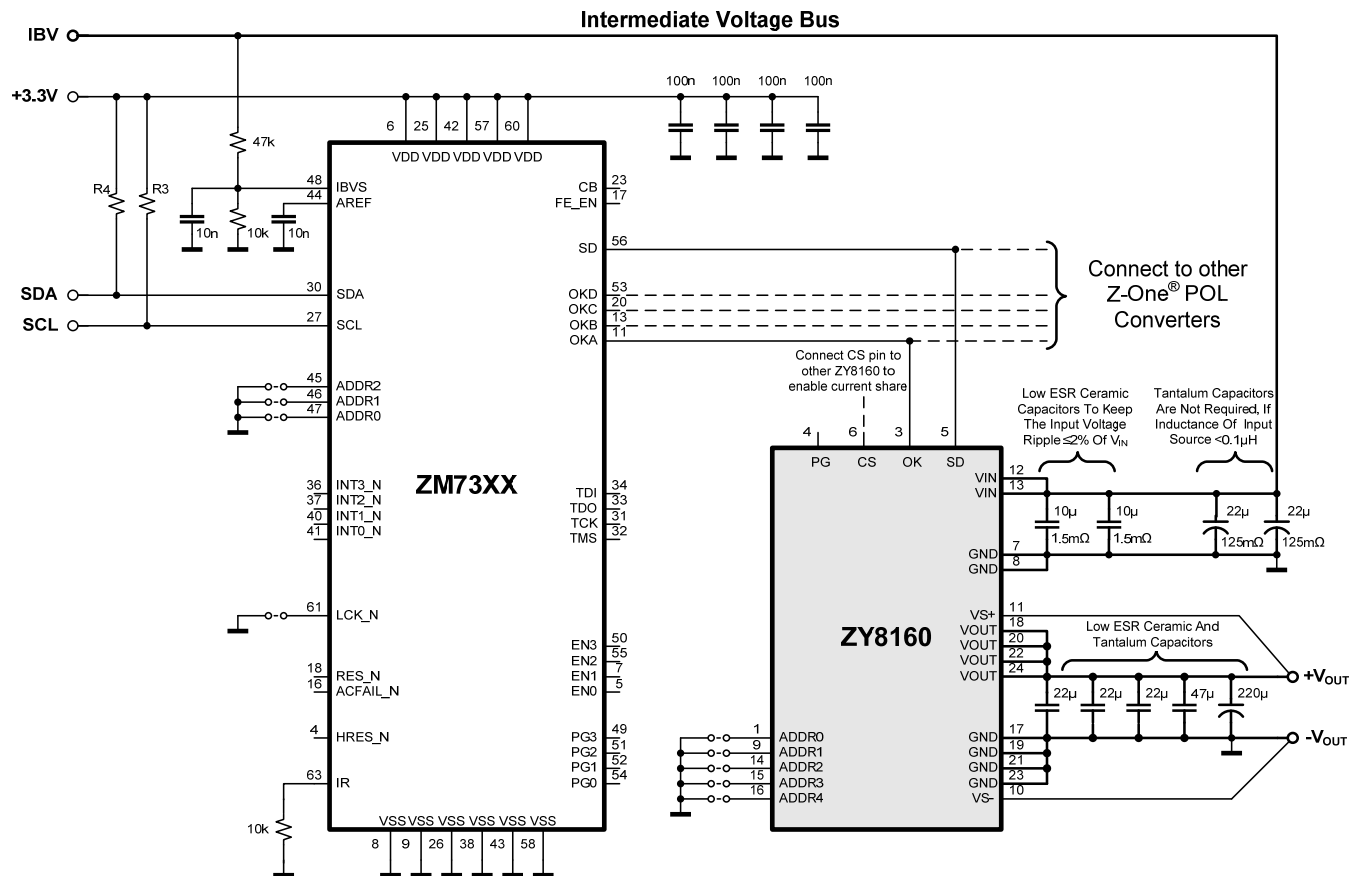 Intermediate Voltage Bus
IBV
+3.3V
100n 100n 100n 100n
6 25 42 57 60
VDD VDD VDD VDD VDD
47k
R4
R3
10n
10k
10n
48 IBVS
44 AREF
CB 23
FE_EN 17
SD 56
SDA
30 SDA
SCL
27 SCL
OKD 53
OKC 20
OKB 13
OKA 11
Connect to other
Z-One® POL
Converters
45 ADDR2
46 ADDR1
47 ADDR0
Connect CS pin to
other ZY8160 to
enable current share
Low ESR Ceramic
Capacitors To Keep
The Input Voltage
Ripple ≤2% Of VIN
Tantalum Capacitors
Are Not Required, If
Inductance Of Input
Source <0.1µH
4 6 3 5
PG CS OK SD
ZM73XX
36 INT3_N
37 INT2_N
40 INT1_N
41 INT0_N
TDI 34
TDO 33
TCK 31
TMS 32
VIN 12
VIN 13
10µ 10µ 22µ 22µ
1.5mΩ 1.5mΩ 125mΩ 125mΩ
GND 7
GND 8
61 LCK_N
ZY8160
VS+ 11
VOUT 18
VOUT 20
VOUT 22
VOUT 24
Low ESR Ceramic And
Tantalum Capacitors
+VOUT
22µ 22µ 22µ 47µ 220µ
EN3 50
EN2 55
EN1 7
EN0 5
18 RES_N
16 ACFAIL_N
4 HRES_N
PG3 49
PG2 51
PG1 52
PG0 54
1 ADDR0
9 ADDR1
14 ADDR2
15 ADDR3
16 ADDR4
GND 17
GND 19
GND 21
GND 23
VS- 10
-VOUT
63 IR
10k
VSS VSS VSS VSS VSS VSS
8 9 26 38 43 58